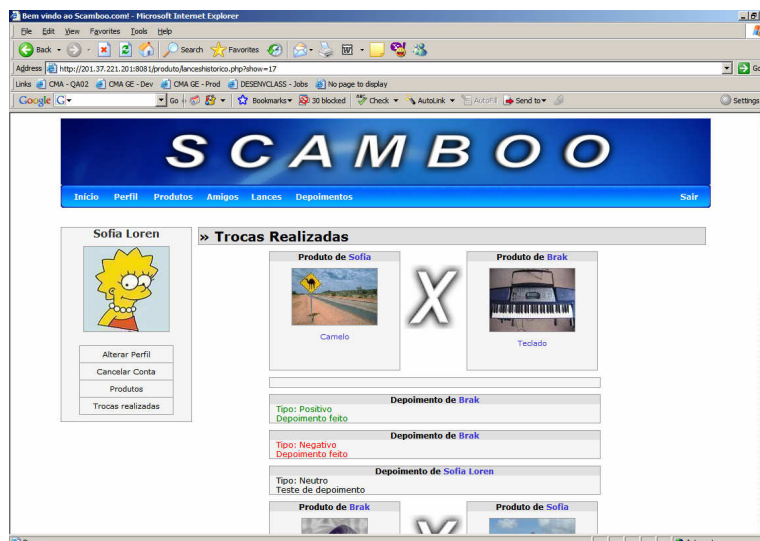 Bem vindo ao Scamboo.com! - Microsoft Internet Explorer
File Edit View Favorites Tools Help
Back Search Favorites
Address http://201.37.221.201:8081/produto/lanceshistorico.php?show=17 Go
Links CMA - QA02 CMA GE - Dev CMA GE - Prod DESENVCLASS - Jobs No page to display
Google G Go Bookmarks 30 blocked Check AutoLink AutoFill Send to Settings
SCAMBOO
Início Perfil Produtos Amigos Lances Depoimentos Sair
Sofia Loren
Alterar Perfil
Cancelar Conta
Produtos
Trocas realizadas
» Trocas Realizadas
Produto de Sofia
Camelo
X
Produto de Brak
Teclado
Depoimento de Brak
Tipo: Positivo
Depoimento feito
Depoimento de Brak
Tipo: Negativo
Depoimento feito
Depoimento de Sofia Loren
Tipo: Neutro
Teste de depoimento
Produto de Brak
X
Produto de Sofia